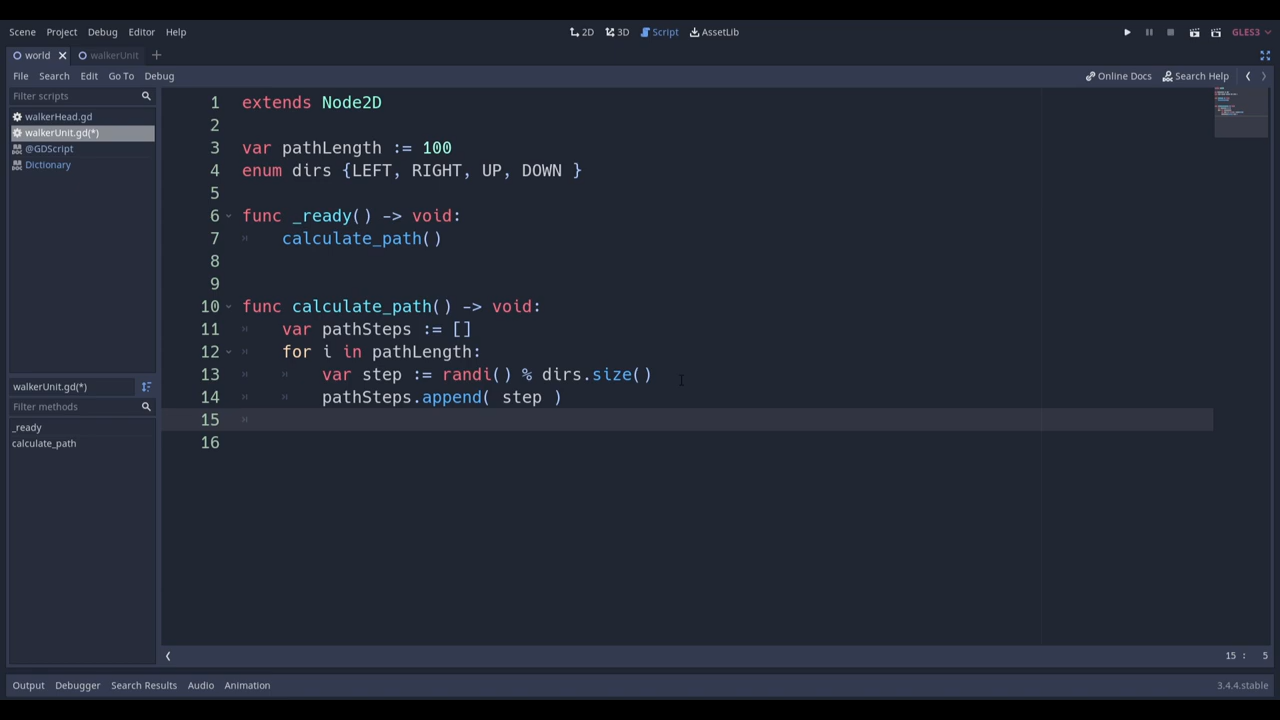 Scene Project Debug Editor Help 2D 3D Script AssetLib GLES3
world walkerUnit
File Search Edit Go To Debug Online Docs Search Help
Filter scripts
walkerHead.gd
walkerUnit.gd(*)
@GDScript
Dictionary
walkerUnit.gd(*)
Filter methods
_ready
calculate_path
1 extends Node2D
2
3 var pathLength := 100
4 enum dirs {LEFT, RIGHT, UP, DOWN }
5
6 func _ready() -> void:
7 calculate_path()
8
9
10 func calculate_path() -> void:
11 var pathSteps := []
12 for i in pathLength:
13 var step := randi() % dirs.size()
14 pathSteps.append( step )
15
16
15 : 5
Output Debugger Search Results Audio Animation 3.4.4.stable